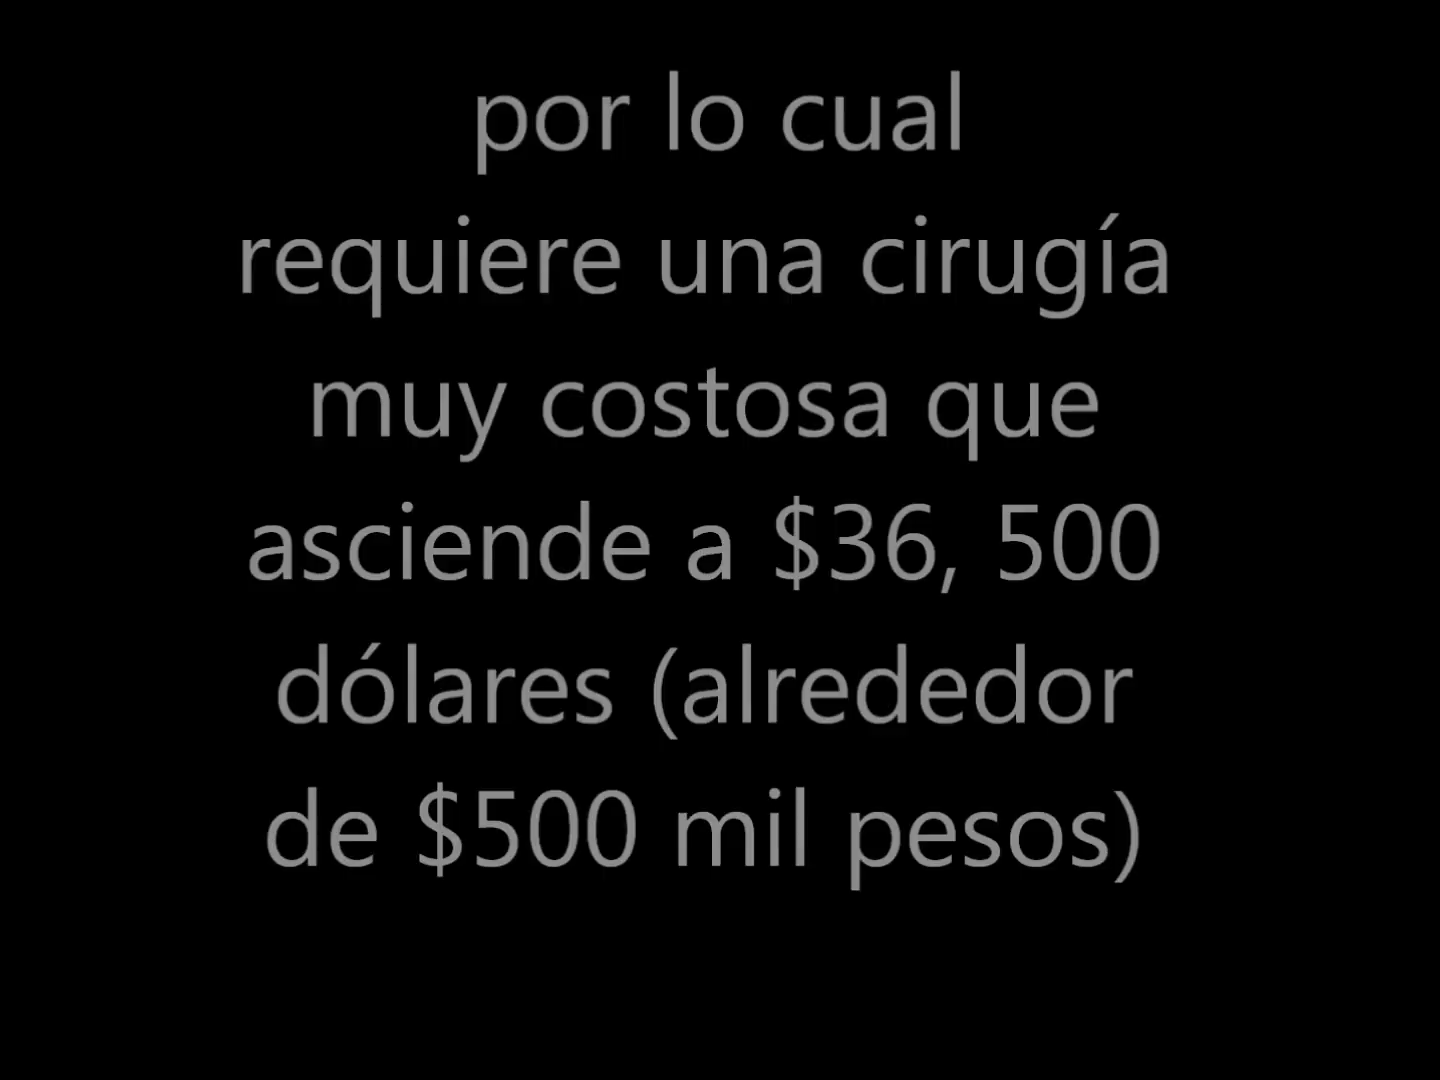 por lo cual
requiere una cirugía
muy costosa que
asciende a $36, 500
dólares (alrededor
de $500 mil pesos)